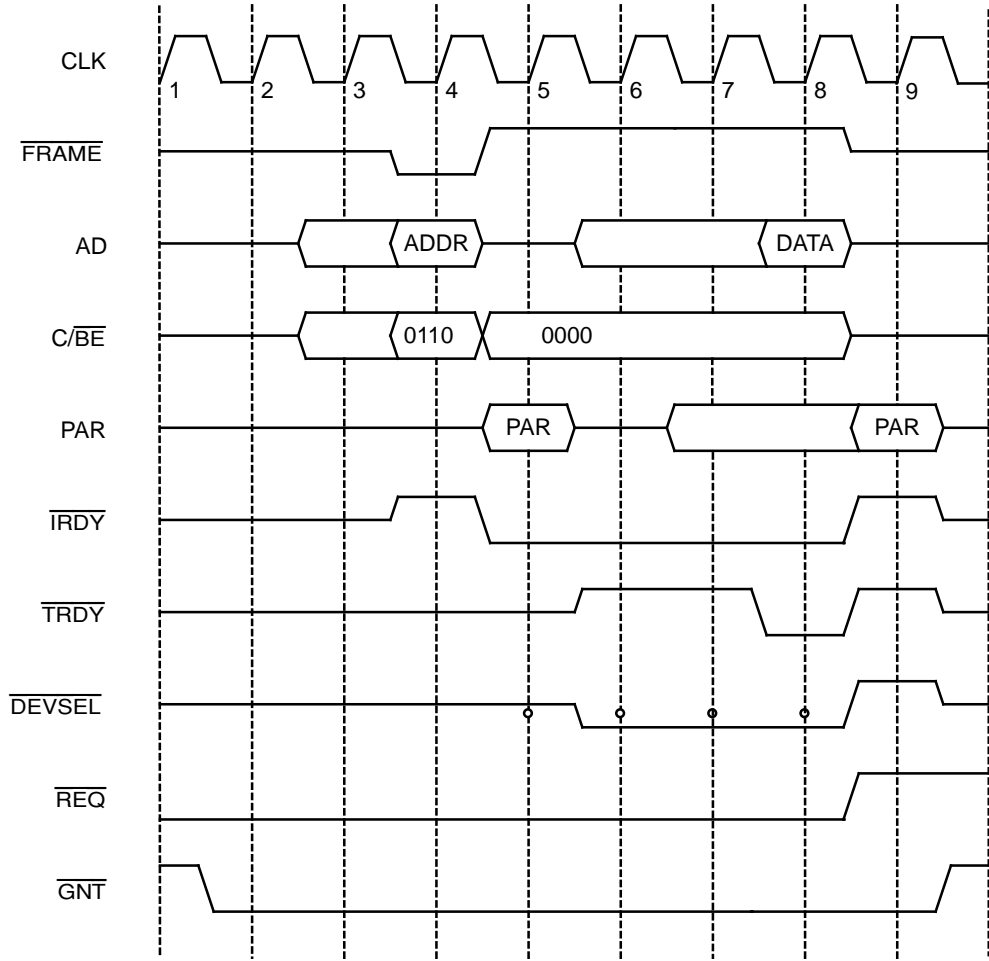 CLK
1 2 3 4 5 6 7 8 9
FRAME
AD ADDR DATA
C/BE 0110 0000
PAR PAR PAR
IRDY
TRDY
DEVSEL
REQ
GNT